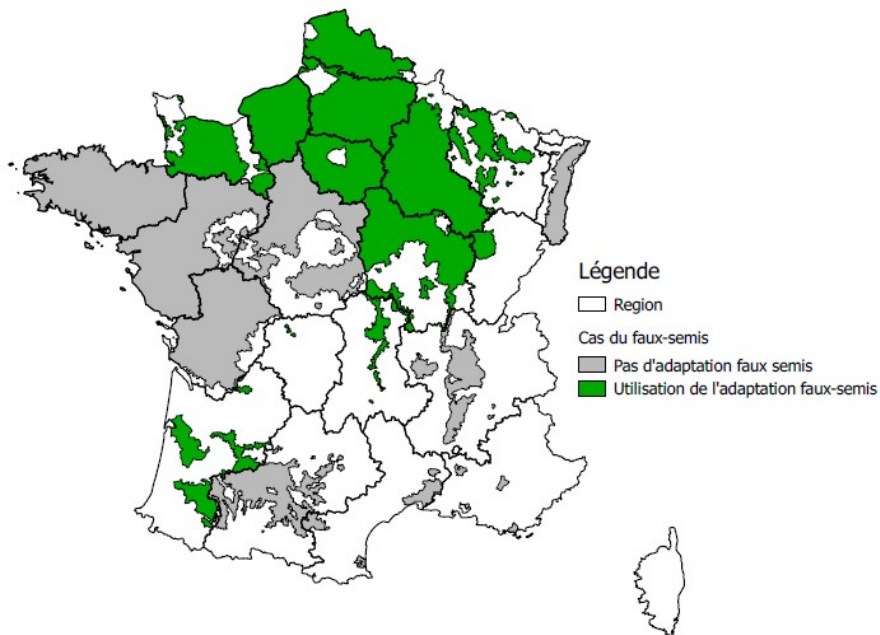 Légende
Region
Cas du faux-semis
Pas d'adaptation faux semis
Utilisation de l'adaptation faux-semis